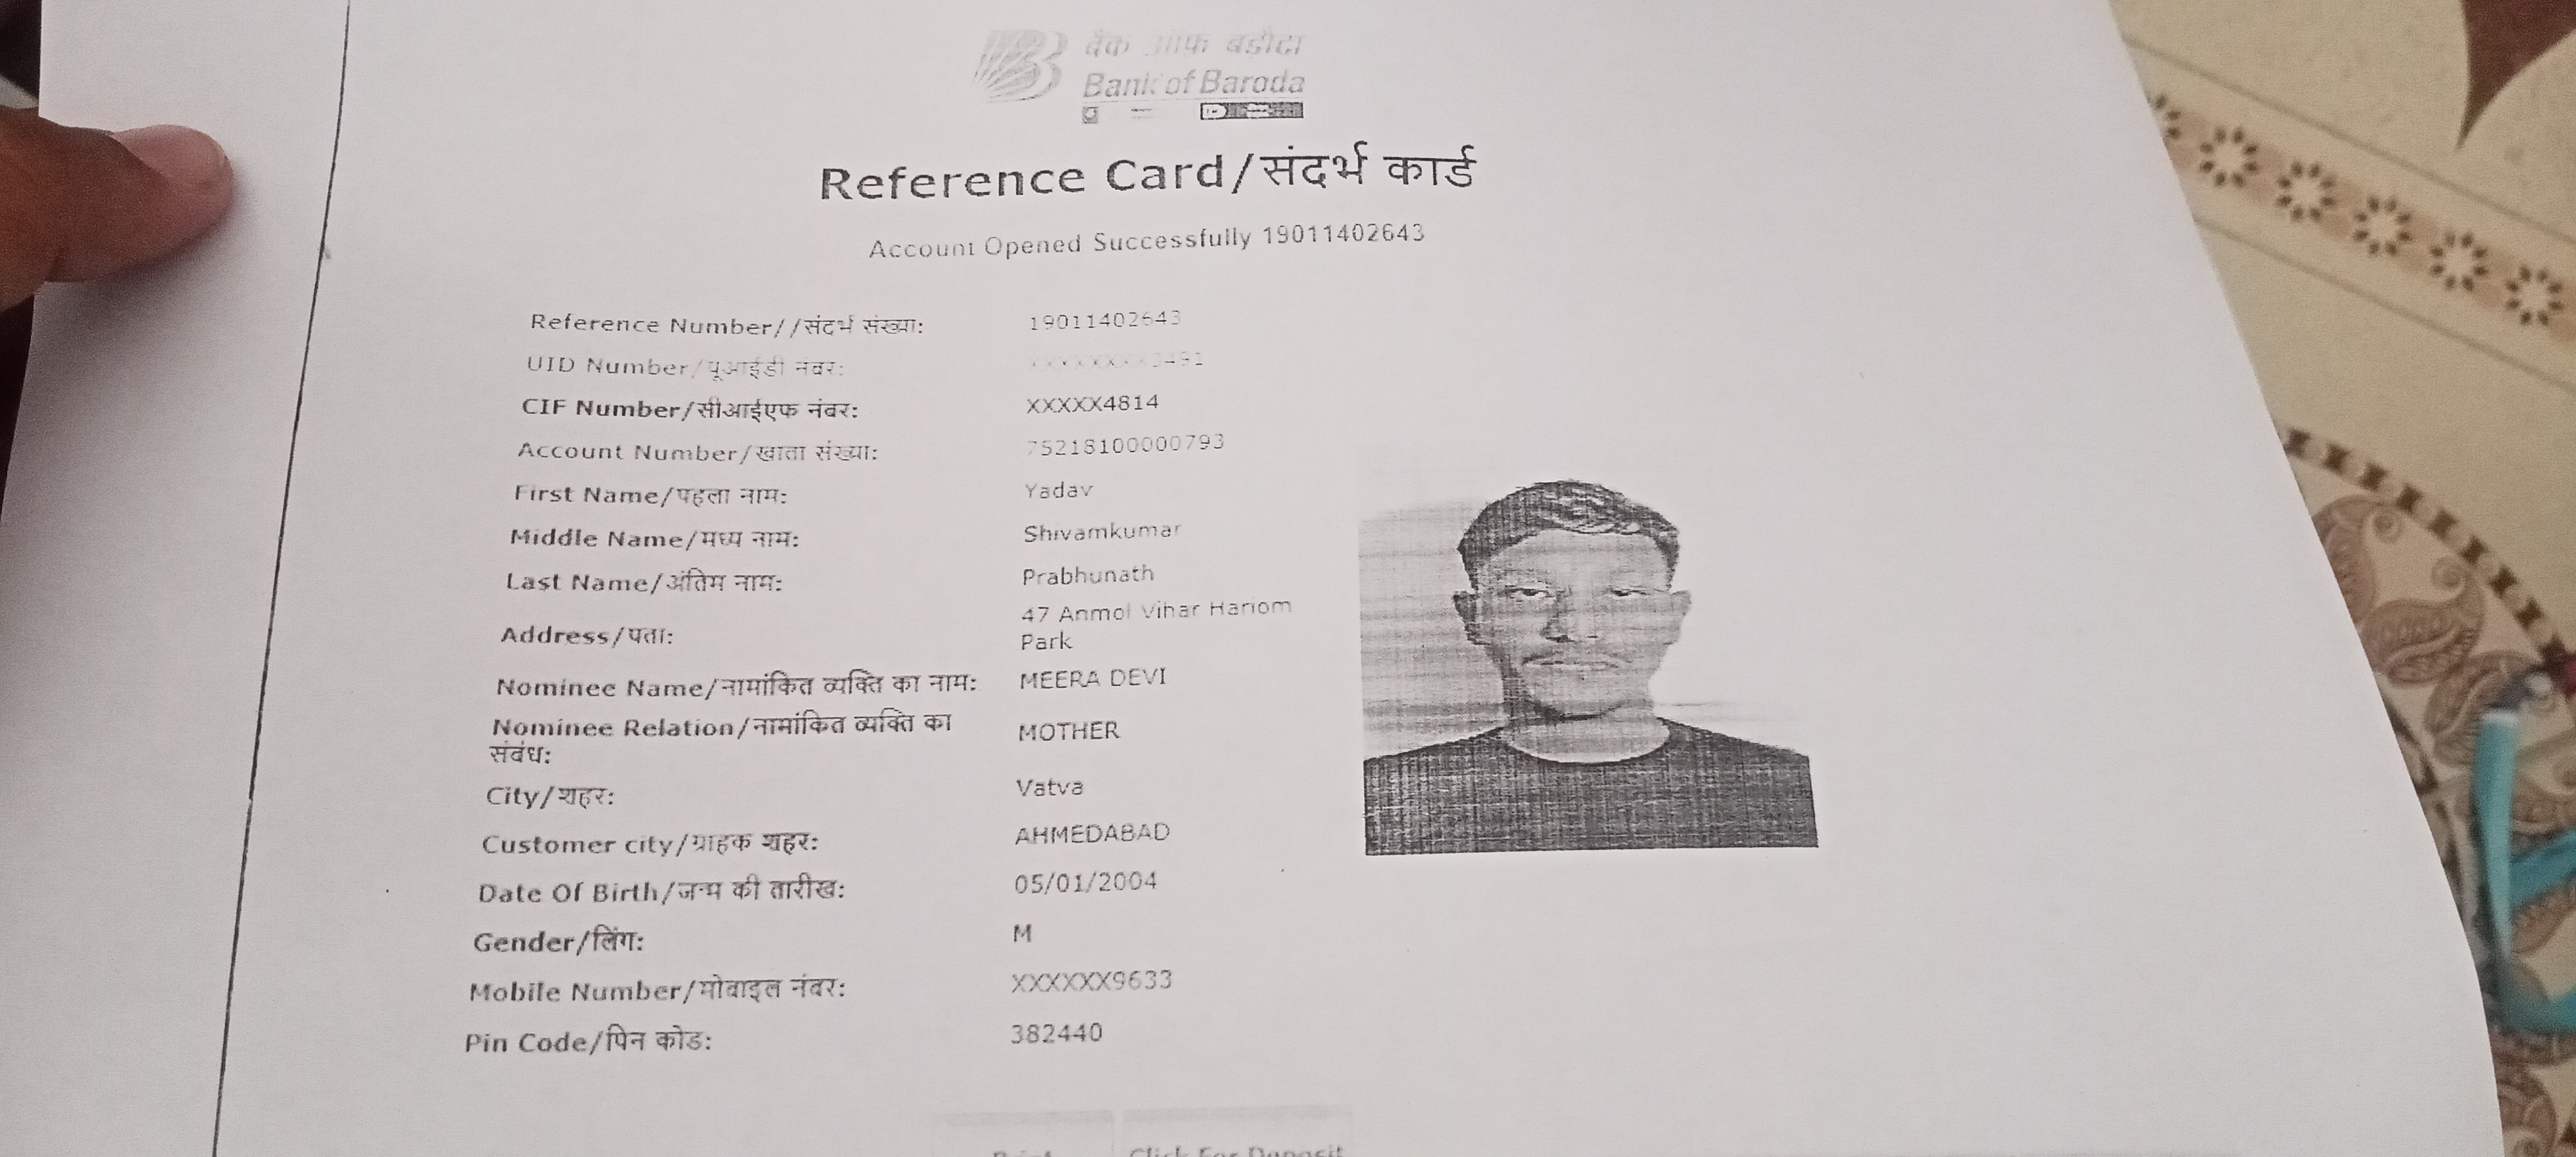 बैंक ऑफ बड़ौदा
Bank of Baroda
Reference Card/संदर्भ कार्ड
Account Opened Successfully 19011402643
Reference Number//संदर्भ संख्या: 19011402643
UID Number/यूआईडी नंबर:
CIF Number/सीआईएफ नंबर: XXXXX4814
Account Number/खाता संख्या: 75218100000793
First Name/पहला नाम: Yadav
Middle Name/मध्य नाम: Shivamkumar
Last Name/अंतिम नाम: Prabhunath
Address/पता: 47 Anmol Vihar Hariom
Park
Nominee Name/नामांकित व्यक्ति का नाम: MEERA DEVI
Nominee Relation/नामांकित व्यक्ति का
संबंध: MOTHER
City/शहर: Vatva
Customer city/ग्राहक शहर: AHMEDABAD
Date Of Birth/जन्म की तारीख: 05/01/2004
Gender/लिंग: M
Mobile Number/मोबाइल नंबर: XXXXXX9633
Pin Code/पिन कोड: 382440
Print Click For Deposit